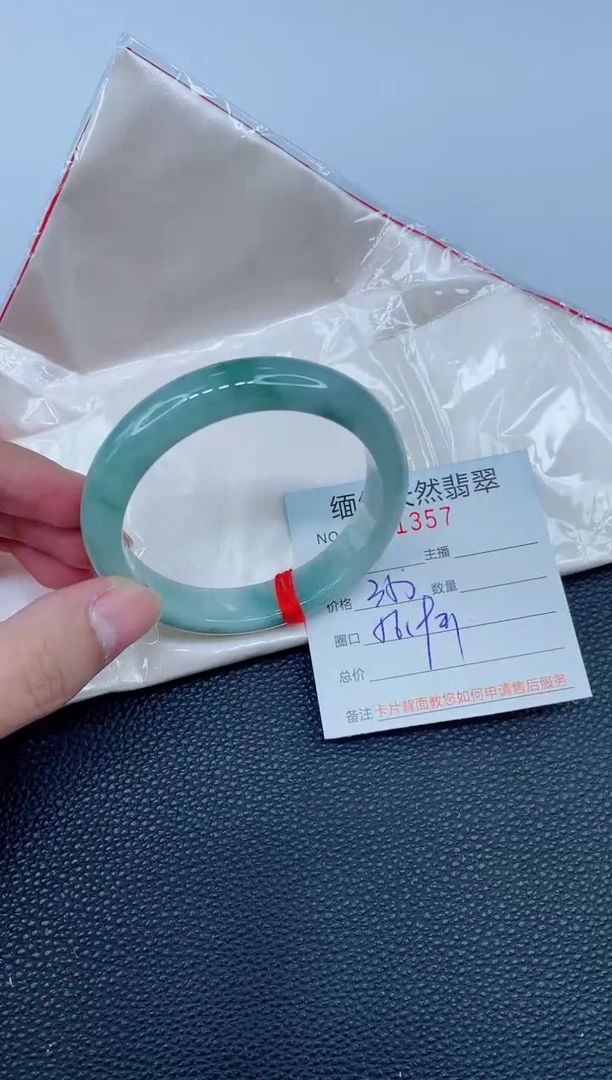 缅 天然翡翠
NO 1357
主播
价格 数量
圈口
总价
备注 卡片背面教您如何申请售后服务